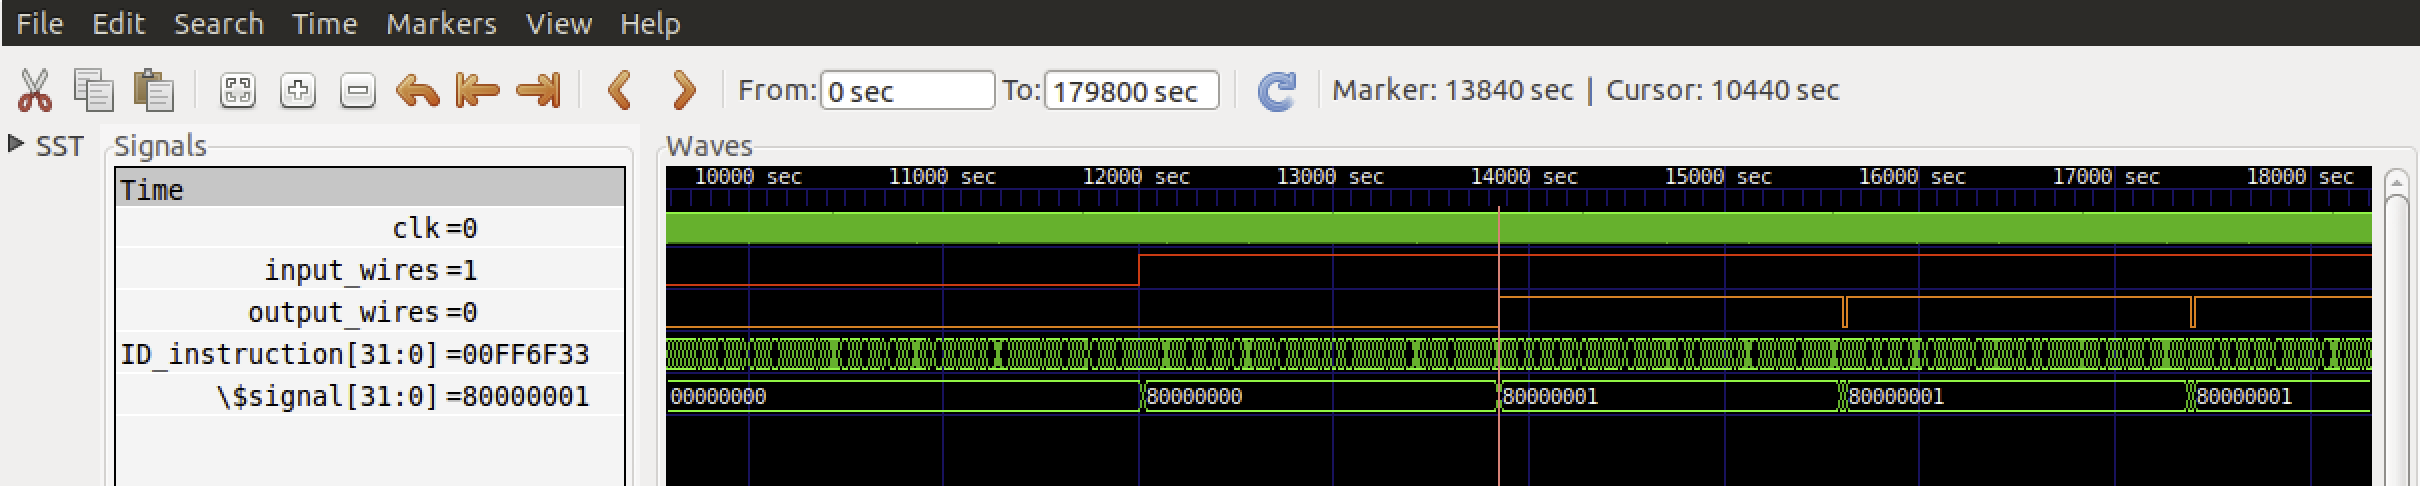 File Edit Search Time Markers View Help
From: 0 sec To: 179800 sec Marker: 13840 sec | Cursor: 10440 sec
SST Signals Waves
Time
10000 sec 11000 sec 12000 sec 13000 sec 14000 sec 15000 sec 16000 sec 17000 sec 18000 sec
clk =0
input_wires =1
output_wires =0
ID_instruction[31:0] =00FF6F33
\$signal[31:0] =80000001
00000000 80000000 80000001 80000001 80000001